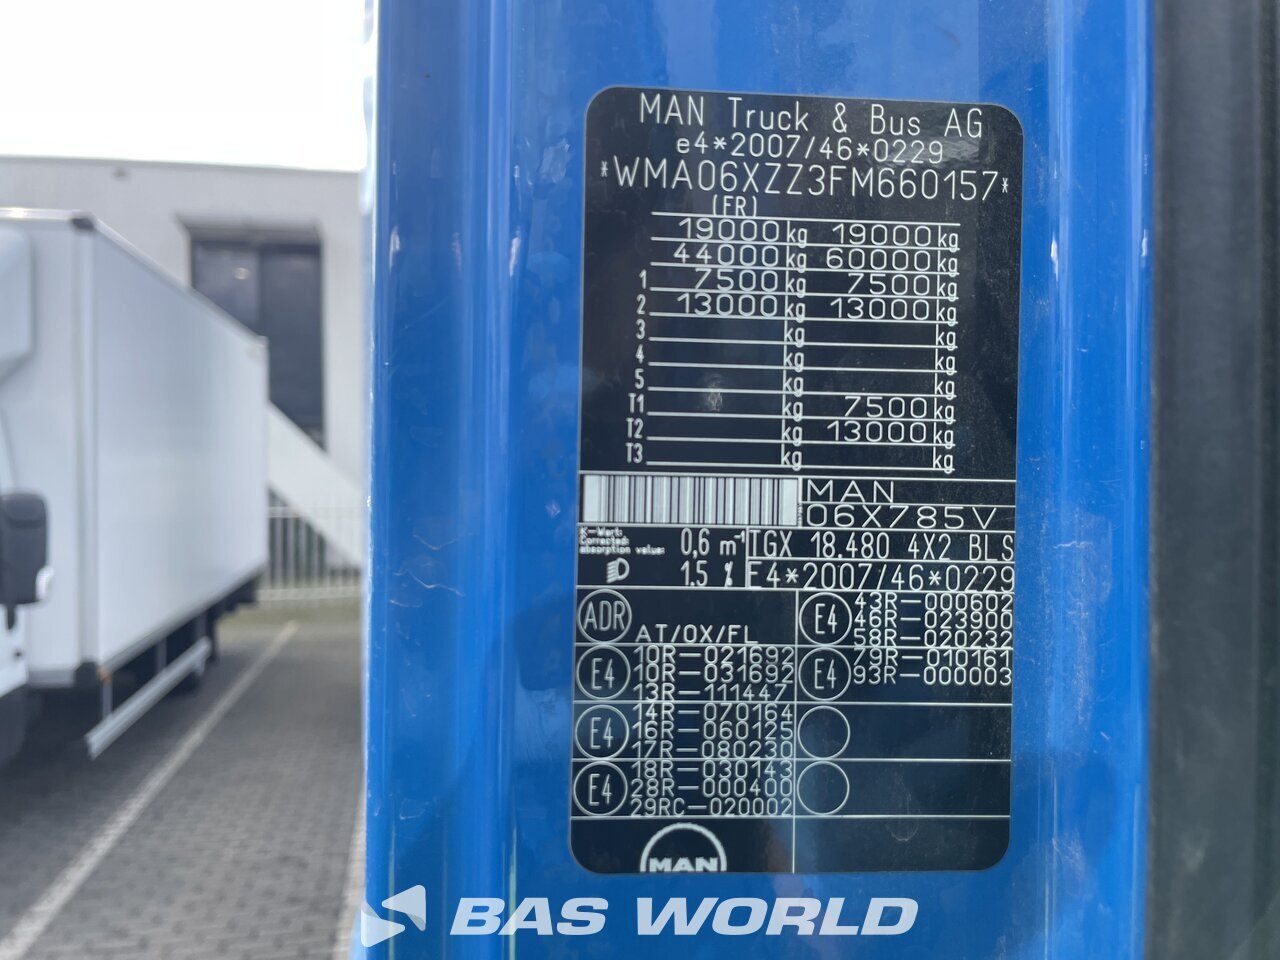 MAN Truck & Bus AG
e4*2007/46*0229
*WMA06XZZ3FM660157*
(FR)
19000 kg 19000 kg
44000 kg 60000 kg
1 7500 kg 7500 kg
2 13000 kg 13000 kg
3 kg kg
4 kg kg
5 kg kg
T1 kg 7500 kg
T2 kg 13000 kg
T3 kg kg
MAN
06X785V
K-Wert:
Corrected
absorption value: 0,6 m⁻¹ TGX 18.480 4X2 BLS
1.5 % E4*2007/46*0229
ADR AT/OX/FL E4 43R-000602
46R-023900
58R-020232
E4 10R-021692 E4 79R-010161
10R-031692 93R-000003
13R-111447
E4 14R-070164
16R-060125
17R-080230
E4 18R-030143
28R-000400
29RC-020002
MAN
BAS WORLD